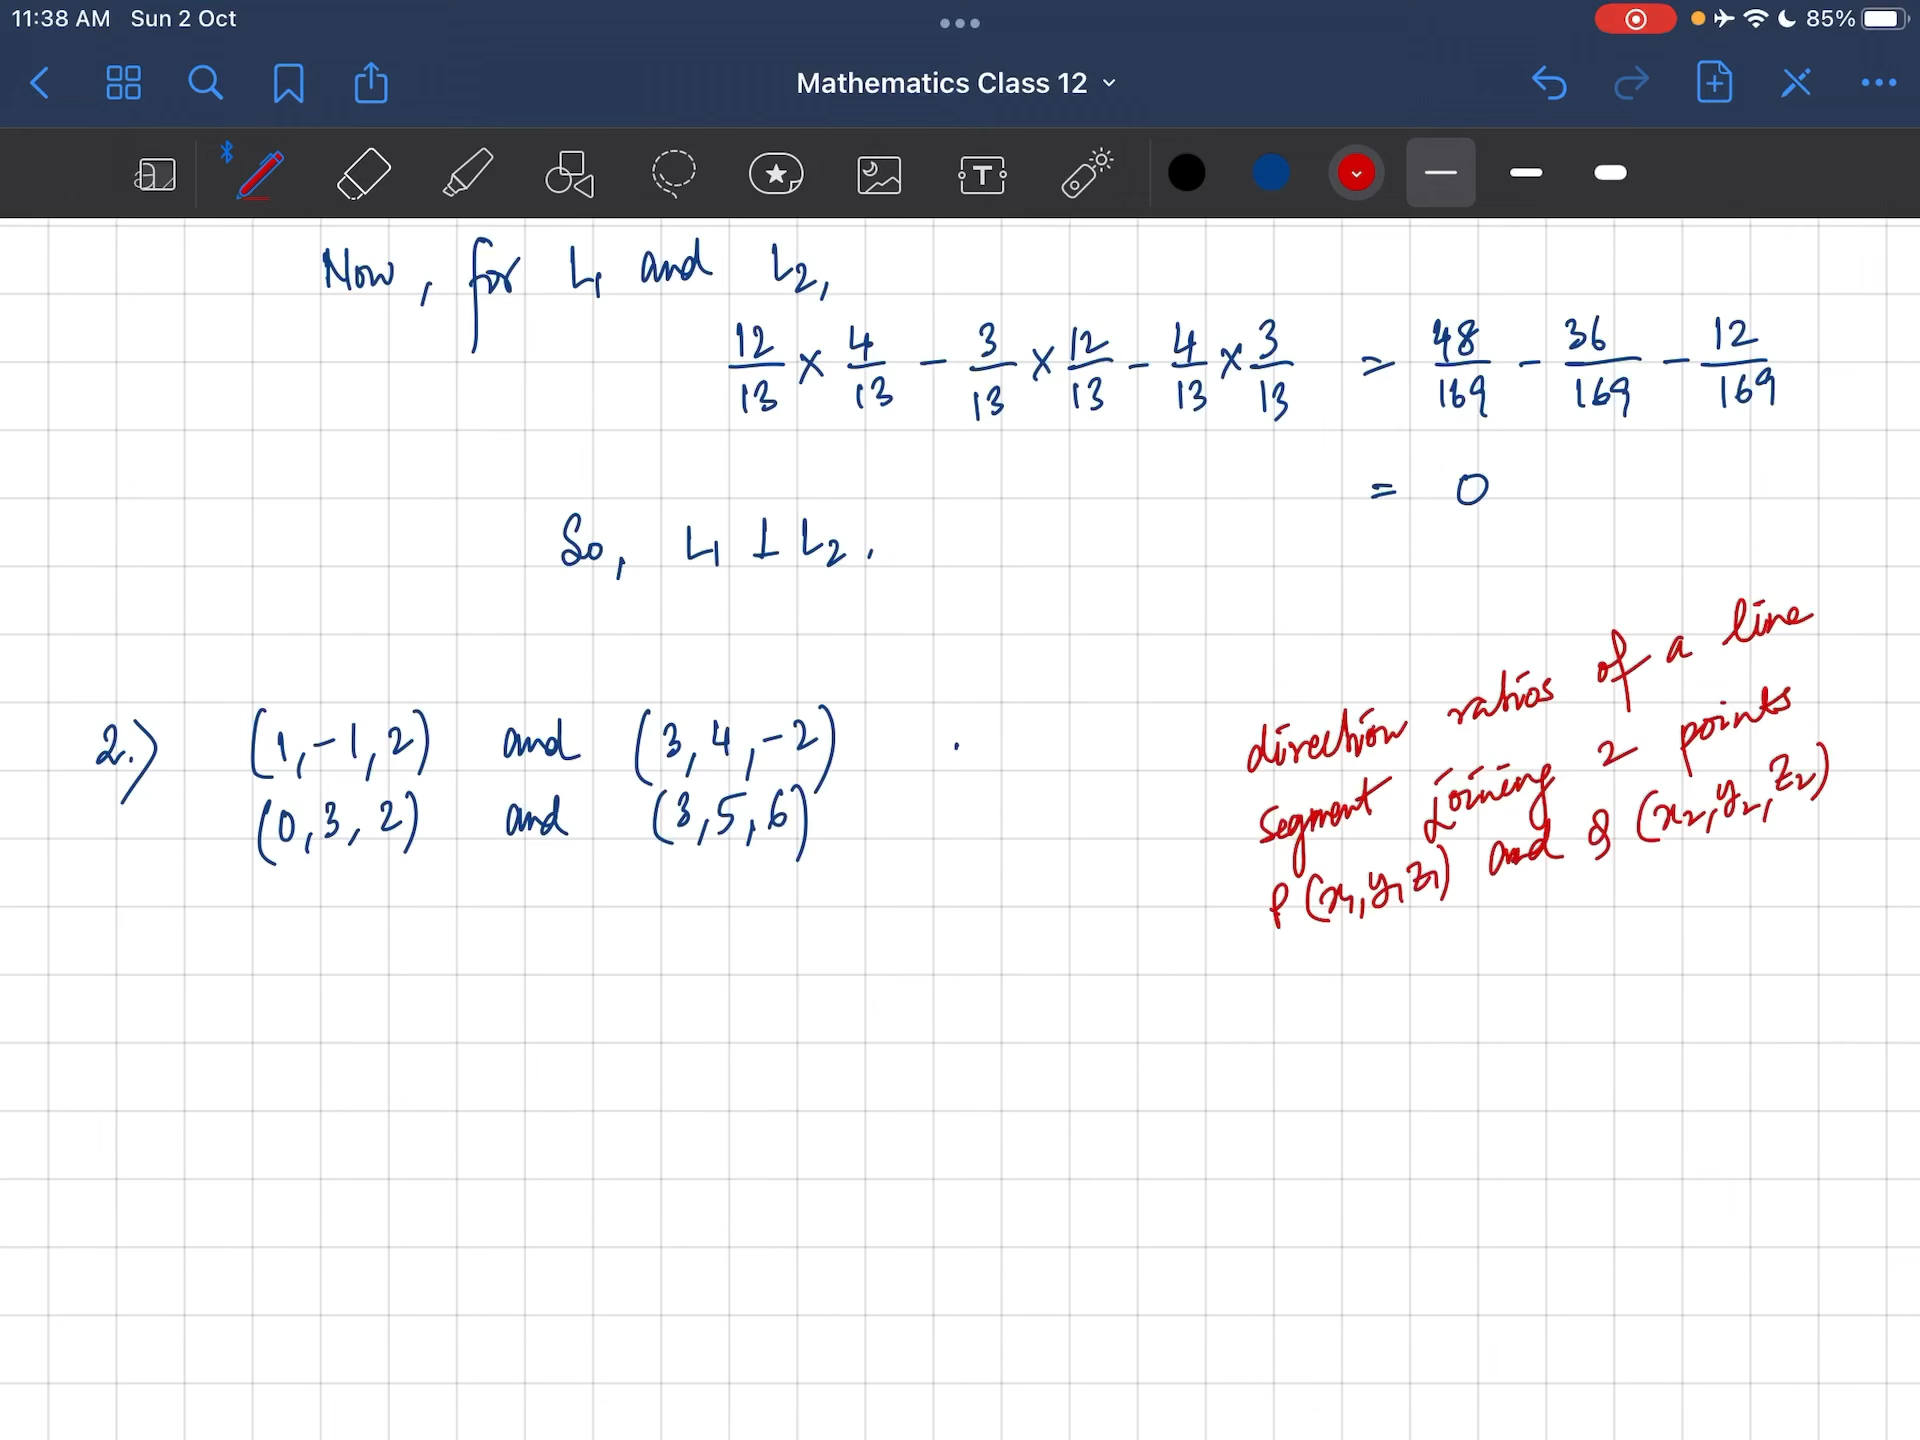 11:38 AM Sun 2 Oct
85%
Mathematics Class 12
Now, for L1 and L2,
12/13 × 4/13 − 3/13 × 12/13 − 4/13 × 3/13 = 48/169 − 36/169 − 12/169
= 0
So, L1 ⊥ L2.
2.) (1,-1,2) and (3,4,-2)
(0,3,2) and (3,5,6)
direction ratios of a line
segment joining 2 points
P(x1,y1,z1) and Q(x2,y2,z2)